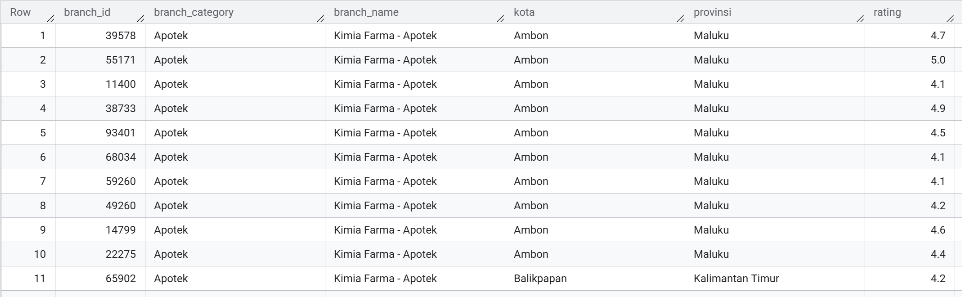 Row branch_id branch_category branch_name kota provinsi rating
1 39578 Apotek Kimia Farma - Apotek Ambon Maluku 4.7
2 55171 Apotek Kimia Farma - Apotek Ambon Maluku 5.0
3 11400 Apotek Kimia Farma - Apotek Ambon Maluku 4.1
4 38733 Apotek Kimia Farma - Apotek Ambon Maluku 4.9
5 93401 Apotek Kimia Farma - Apotek Ambon Maluku 4.5
6 68034 Apotek Kimia Farma - Apotek Ambon Maluku 4.1
7 59260 Apotek Kimia Farma - Apotek Ambon Maluku 4.1
8 49260 Apotek Kimia Farma - Apotek Ambon Maluku 4.2
9 14799 Apotek Kimia Farma - Apotek Ambon Maluku 4.6
10 22275 Apotek Kimia Farma - Apotek Ambon Maluku 4.4
11 65902 Apotek Kimia Farma - Apotek Balikpapan Kalimantan Timur 4.2